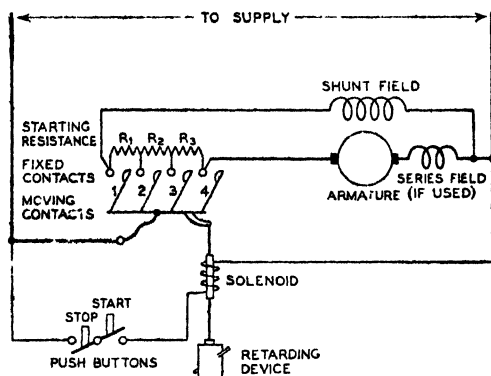 TO SUPPLY
SHUNT FIELD
STARTING
RESISTANCE
R1 R2 R3
FIXED
CONTACTS
1 2 3 4
MOVING
CONTACTS
ARMATURE
SERIES FIELD
(IF USED)
SOLENOID
START
STOP
PUSH BUTTONS
RETARDING
DEVICE